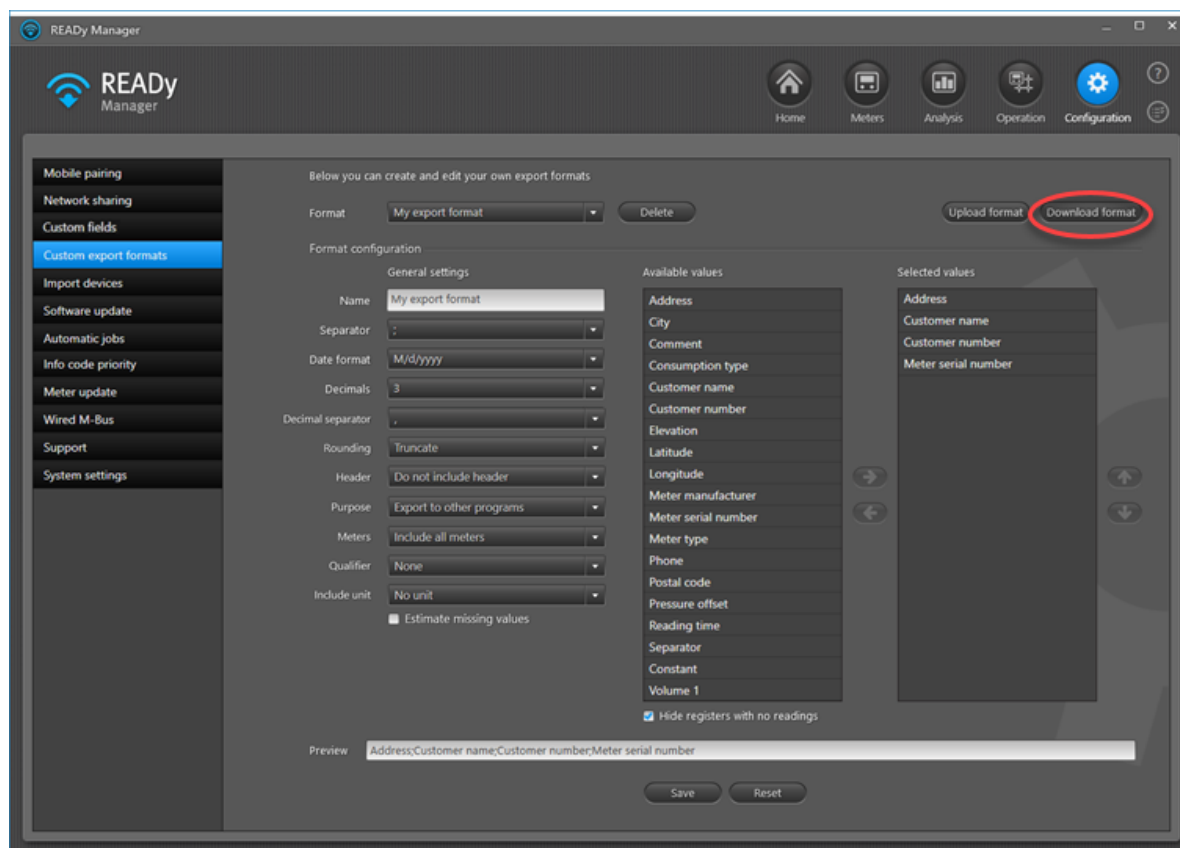 READy Manager
READy
Manager
Home
Meters
Analysis
Operation
Configuration
?
Mobile pairing
Network sharing
Custom fields
Custom export formats
Import devices
Software update
Automatic jobs
Info code priority
Meter update
Wired M-Bus
Support
System settings
Below you can create and edit your own export formats
Format My export format Delete Upload format Download format
Format configuration
General settings
Name My export format
Separator ;
Date format M/d/yyyy
Decimals 3
Decimal separator ,
Rounding Truncate
Header Do not include header
Purpose Export to other programs
Meters Include all meters
Qualifier None
Include unit No unit
Estimate missing values
Available values
Address
City
Comment
Consumption type
Customer name
Customer number
Elevation
Latitude
Longitude
Meter manufacturer
Meter serial number
Meter type
Phone
Postal code
Pressure offset
Reading time
Separator
Constant
Volume 1
Hide registers with no readings
Selected values
Address
Customer name
Customer number
Meter serial number
Preview Address;Customer name;Customer number;Meter serial number
Save Reset